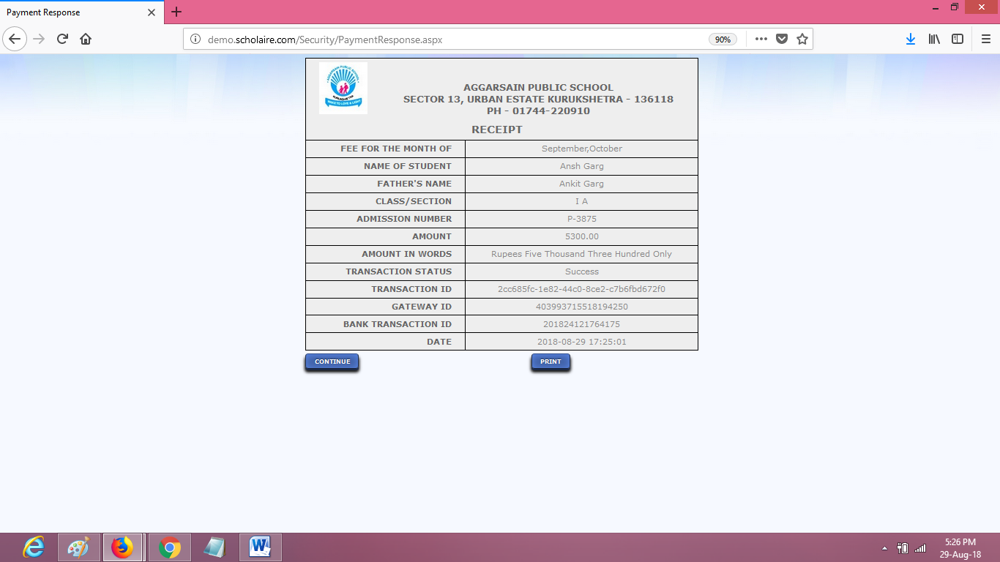 Payment Response
demo.scholaire.com/Security/PaymentResponse.aspx
90%
AGGARSAIN PUBLIC SCHOOL
KURUKSHETRA
AGGARSAIN PUBLIC SCHOOL
SECTOR 13, URBAN ESTATE KURUKSHETRA - 136118
PH - 01744-220910
RECEIPT
FEE FOR THE MONTH OF September,October
NAME OF STUDENT Ansh Garg
FATHER'S NAME Ankit Garg
CLASS/SECTION I A
ADMISSION NUMBER P-3875
AMOUNT 5300.00
AMOUNT IN WORDS Rupees Five Thousand Three Hundred Only
TRANSACTION STATUS Success
TRANSACTION ID 2cc685fc-1e82-44c0-8ce2-c7b6fbd672f0
GATEWAY ID 403993715518194250
BANK TRANSACTION ID 201824121764175
DATE 2018-08-29 17:25:01
CONTINUE PRINT
5:26 PM
29-Aug-18